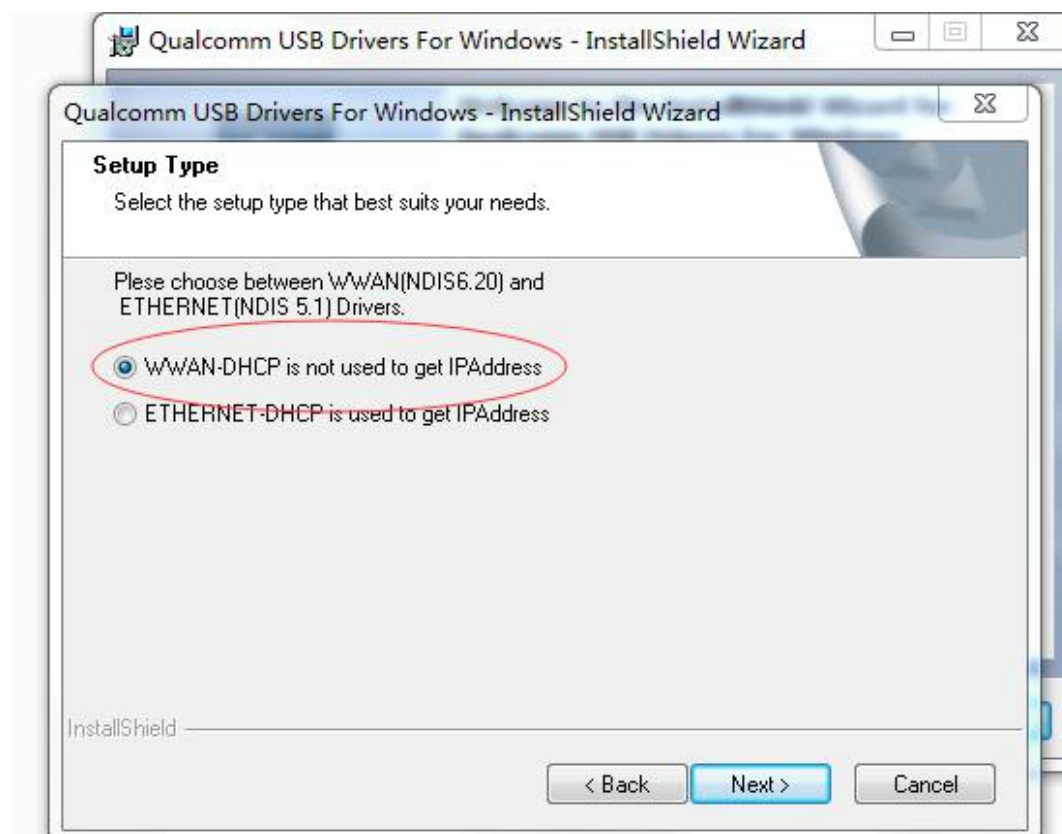 Qualcomm USB Drivers For Windows - InstallShield Wizard
Qualcomm USB Drivers For Windows - InstallShield Wizard
Setup Type
Select the setup type that best suits your needs.
Plese choose between WWAN(NDIS6.20) and
ETHERNET(NDIS 5.1) Drivers.
WWAN-DHCP is not used to get IPAddress
ETHERNET-DHCP is used to get IPAddress
InstallShield
< Back Next > Cancel